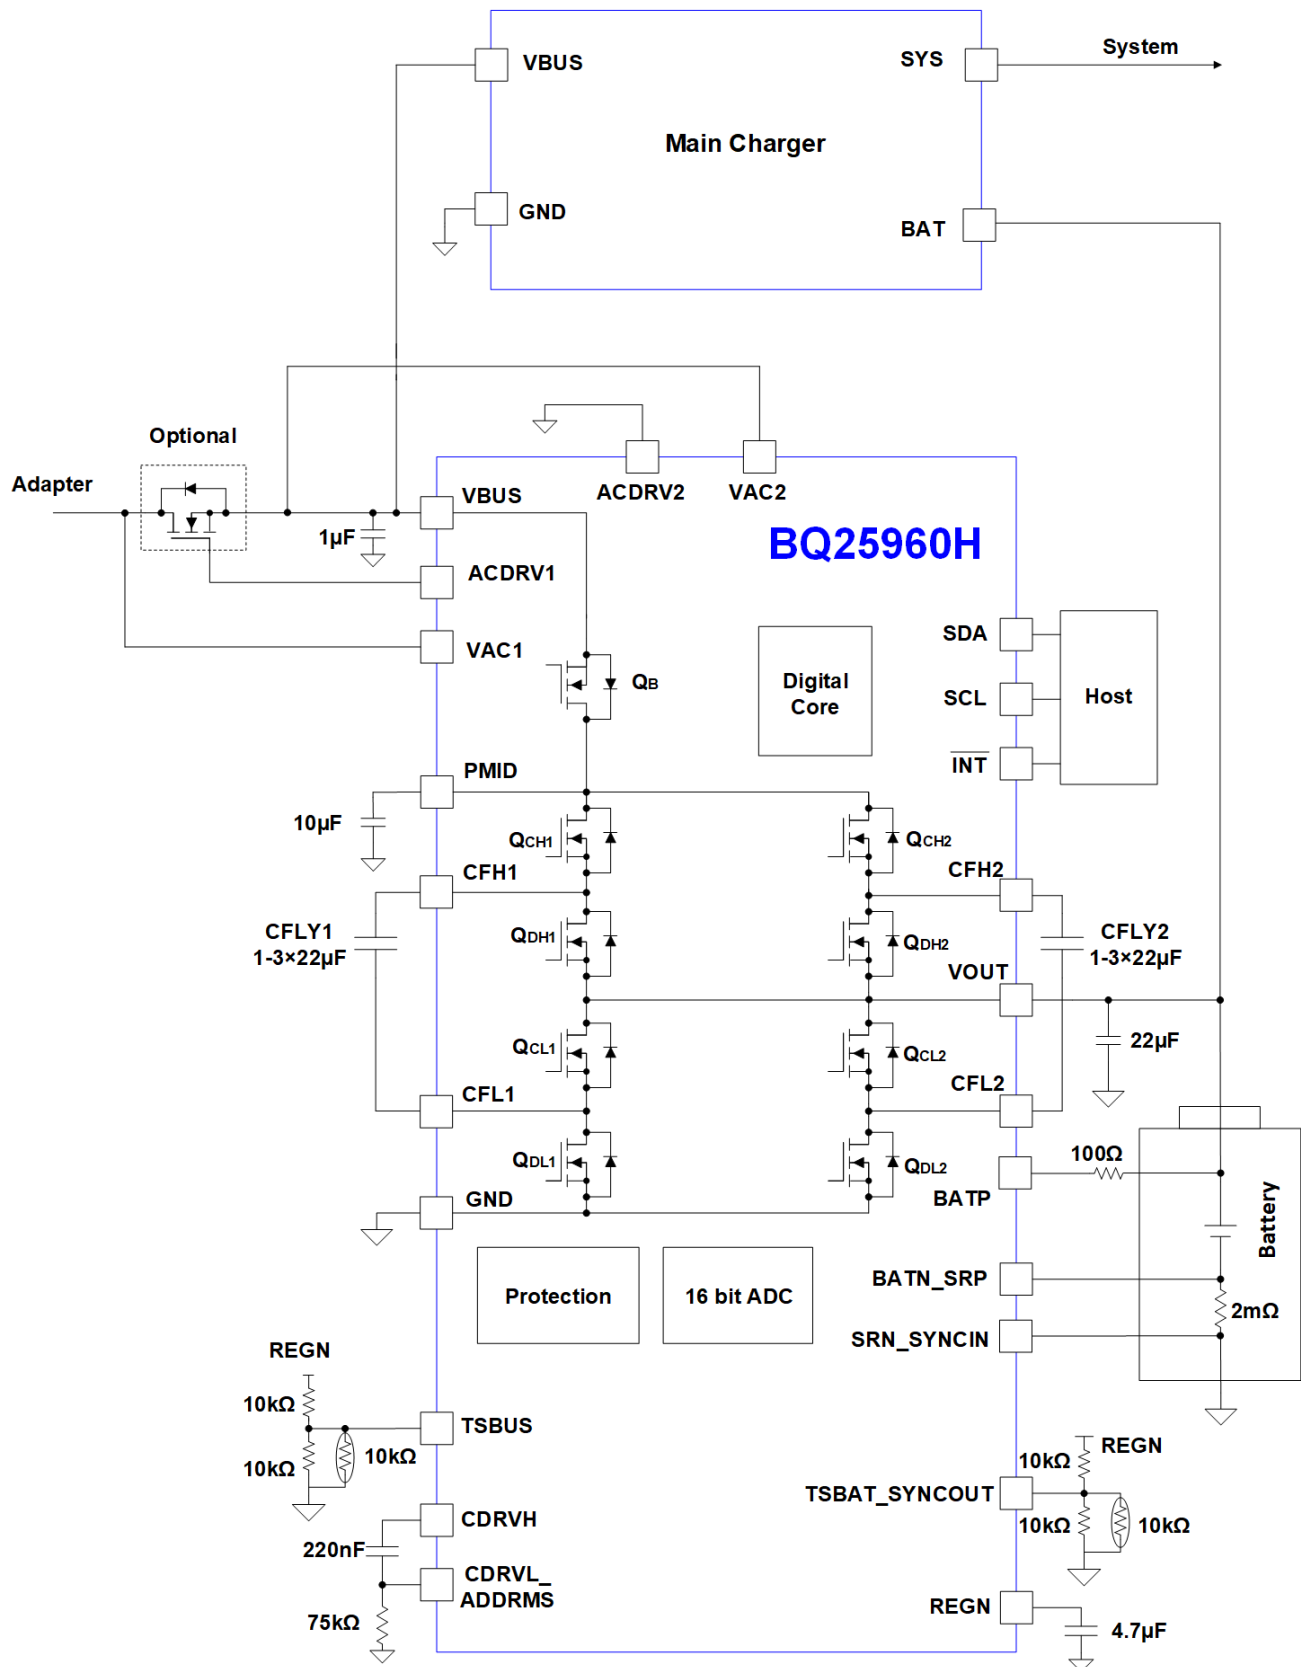 System
VBUS
SYS
Main Charger
GND
BAT
Optional
Adapter
VBUS
ACDRV2
VAC2
1µF
BQ25960H
ACDRV1
VAC1
SDA
QB
Digital
Core
SCL
Host
INT
PMID
10µF
QCH1
QCH2
CFH1
CFH2
CFLY1
1-3×22µF
QDH1
QDH2
CFLY2
1-3×22µF
VOUT
QCL1
QCL2
22µF
CFL1
CFL2
QDL1
QDL2
100Ω
BATP
GND
Battery
BATN_SRP
Protection
16 bit ADC
2mΩ
SRN_SYNCIN
REGN
10kΩ
TSBUS
10kΩ
10kΩ
REGN
10kΩ
TSBAT_SYNCOUT
10kΩ
10kΩ
CDRVH
220nF
CDRVL_
ADDRMS
75kΩ
REGN
4.7µF